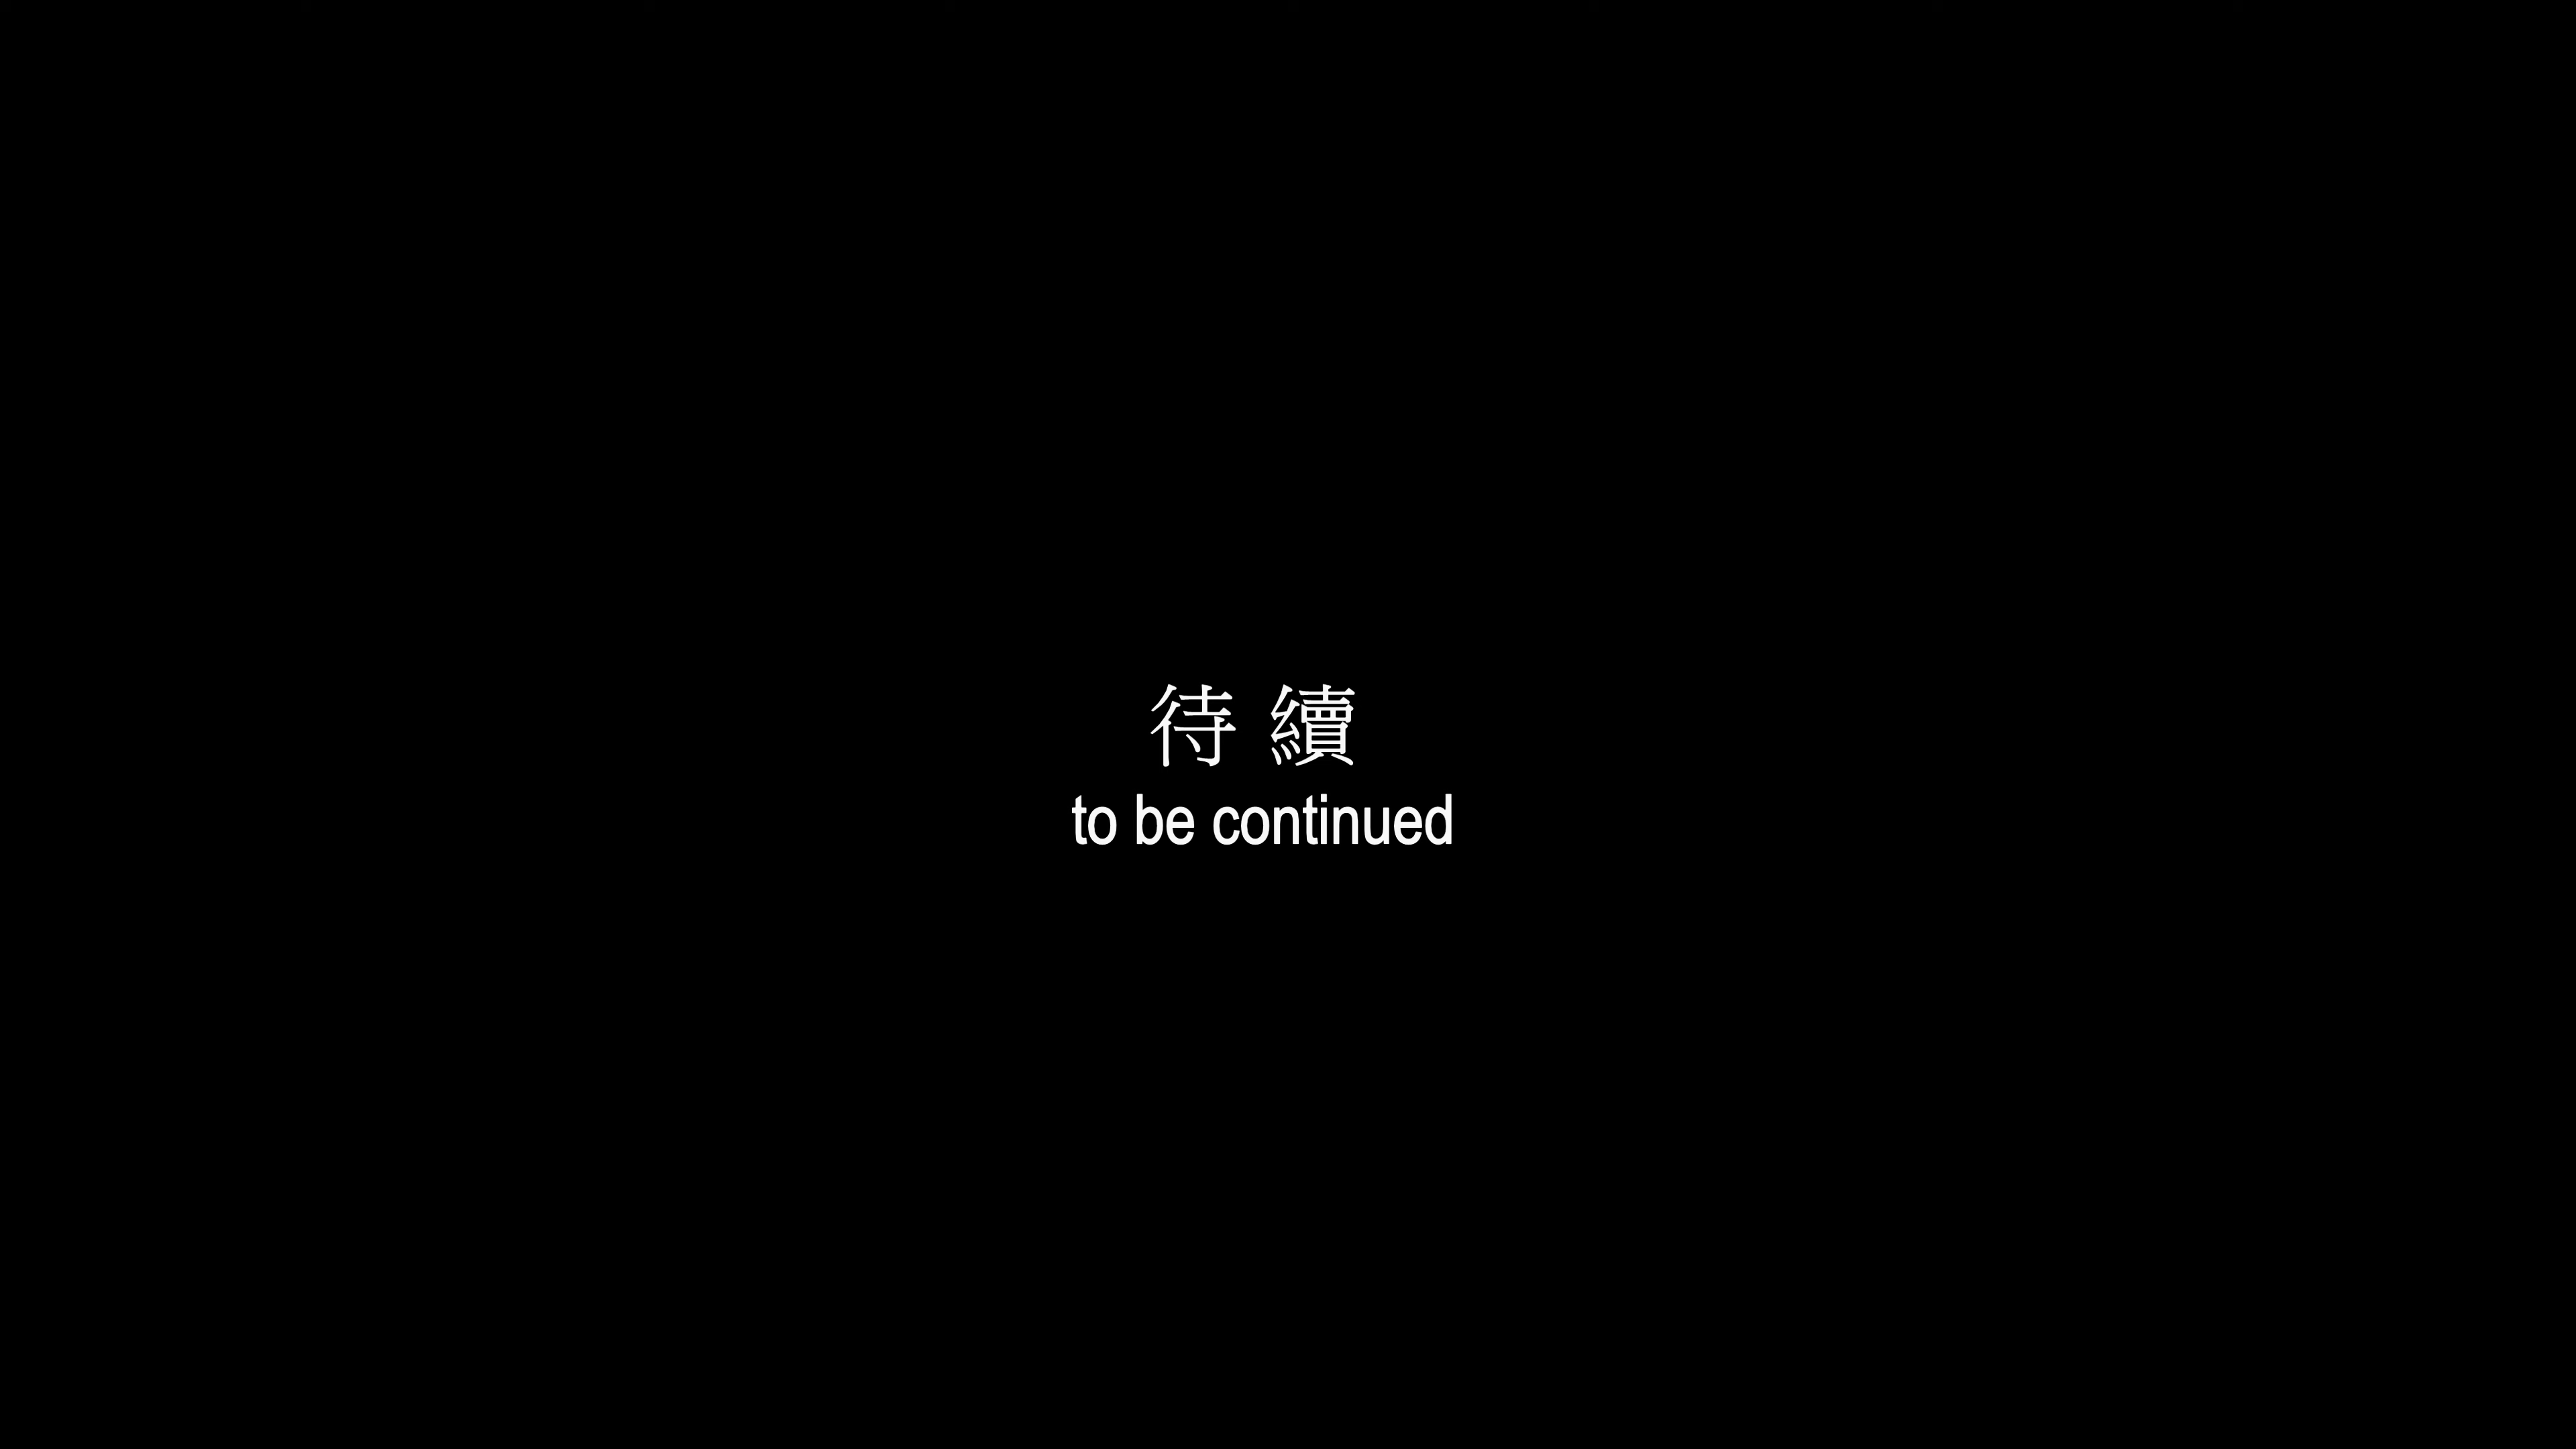 待 續
to be continued